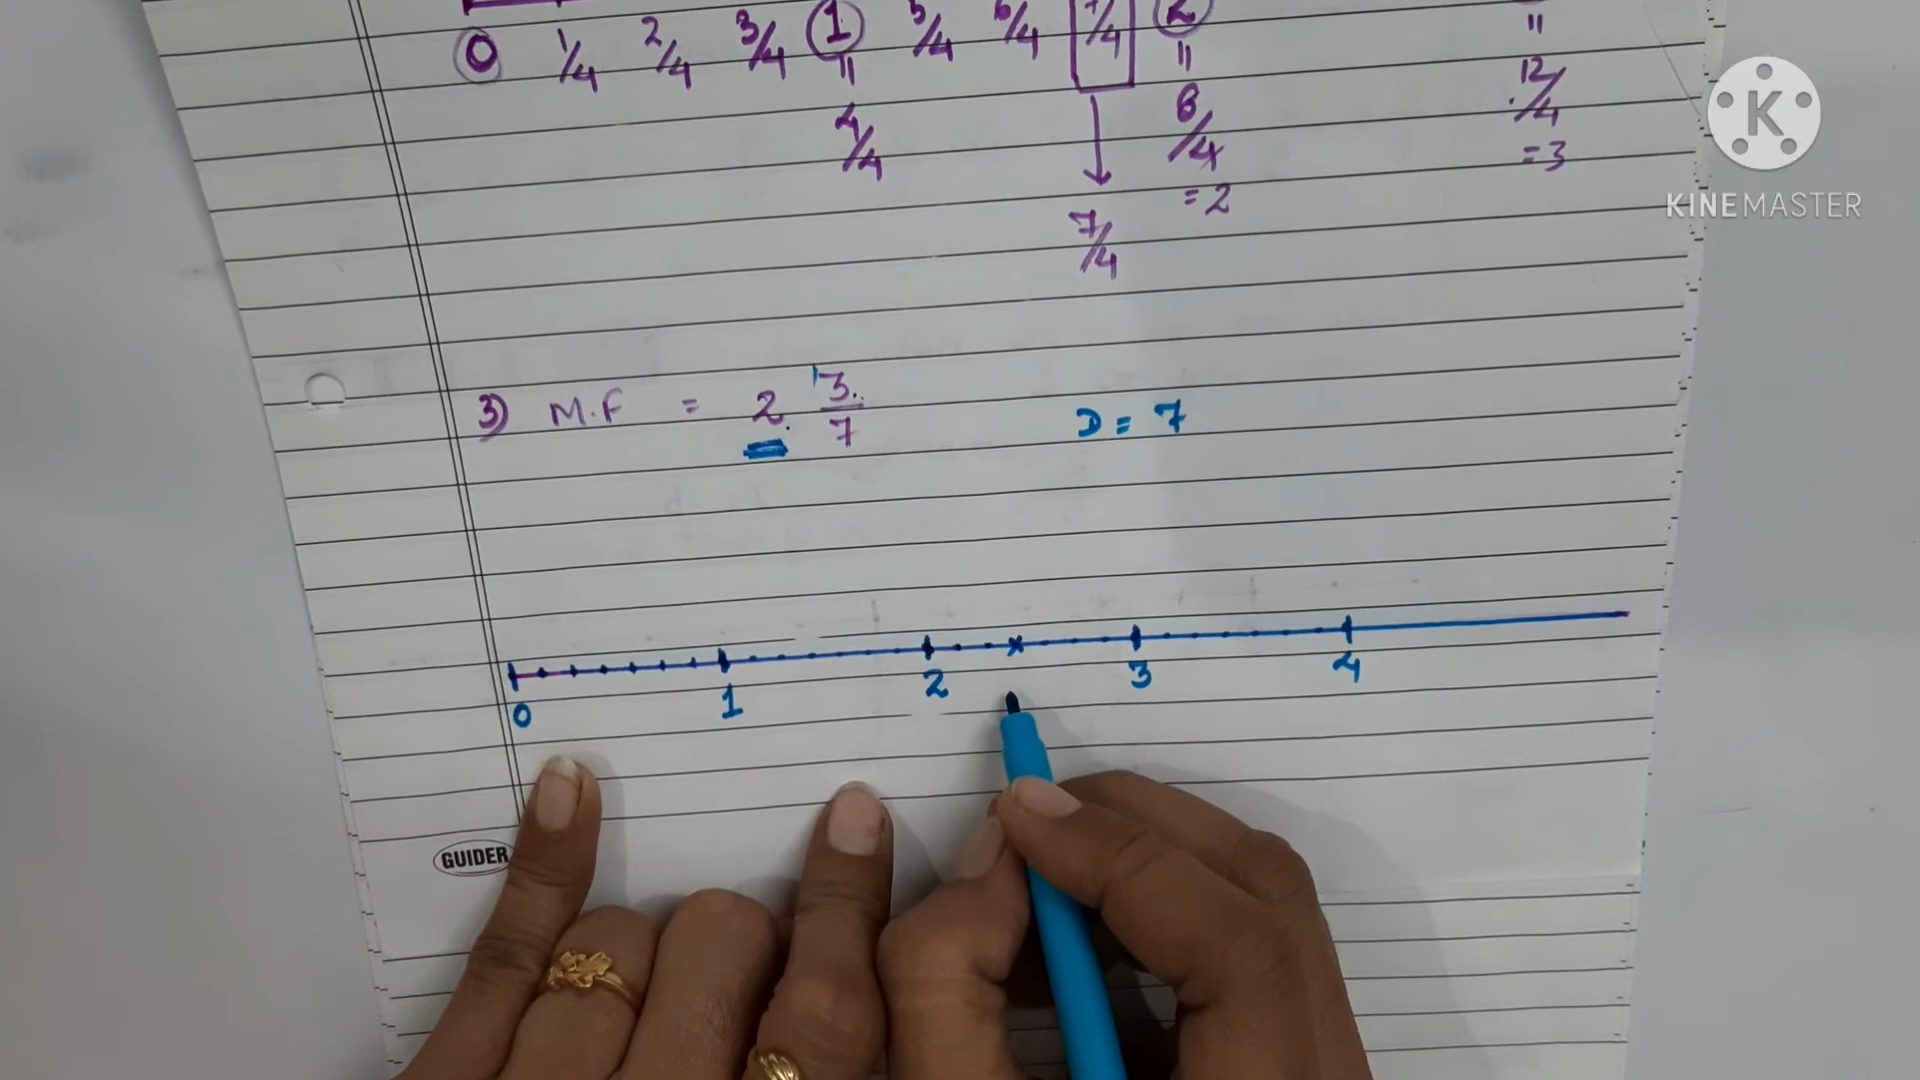 0 1/4 2/4 3/4 1 5/4 6/4 7/4 2
= = =
4/4 8/4 12/4
= 2 = 3
7/4
3) M.F = 2 3/7 D = 7
0 1 2 3 4
GUIDER
K
KINEMASTER